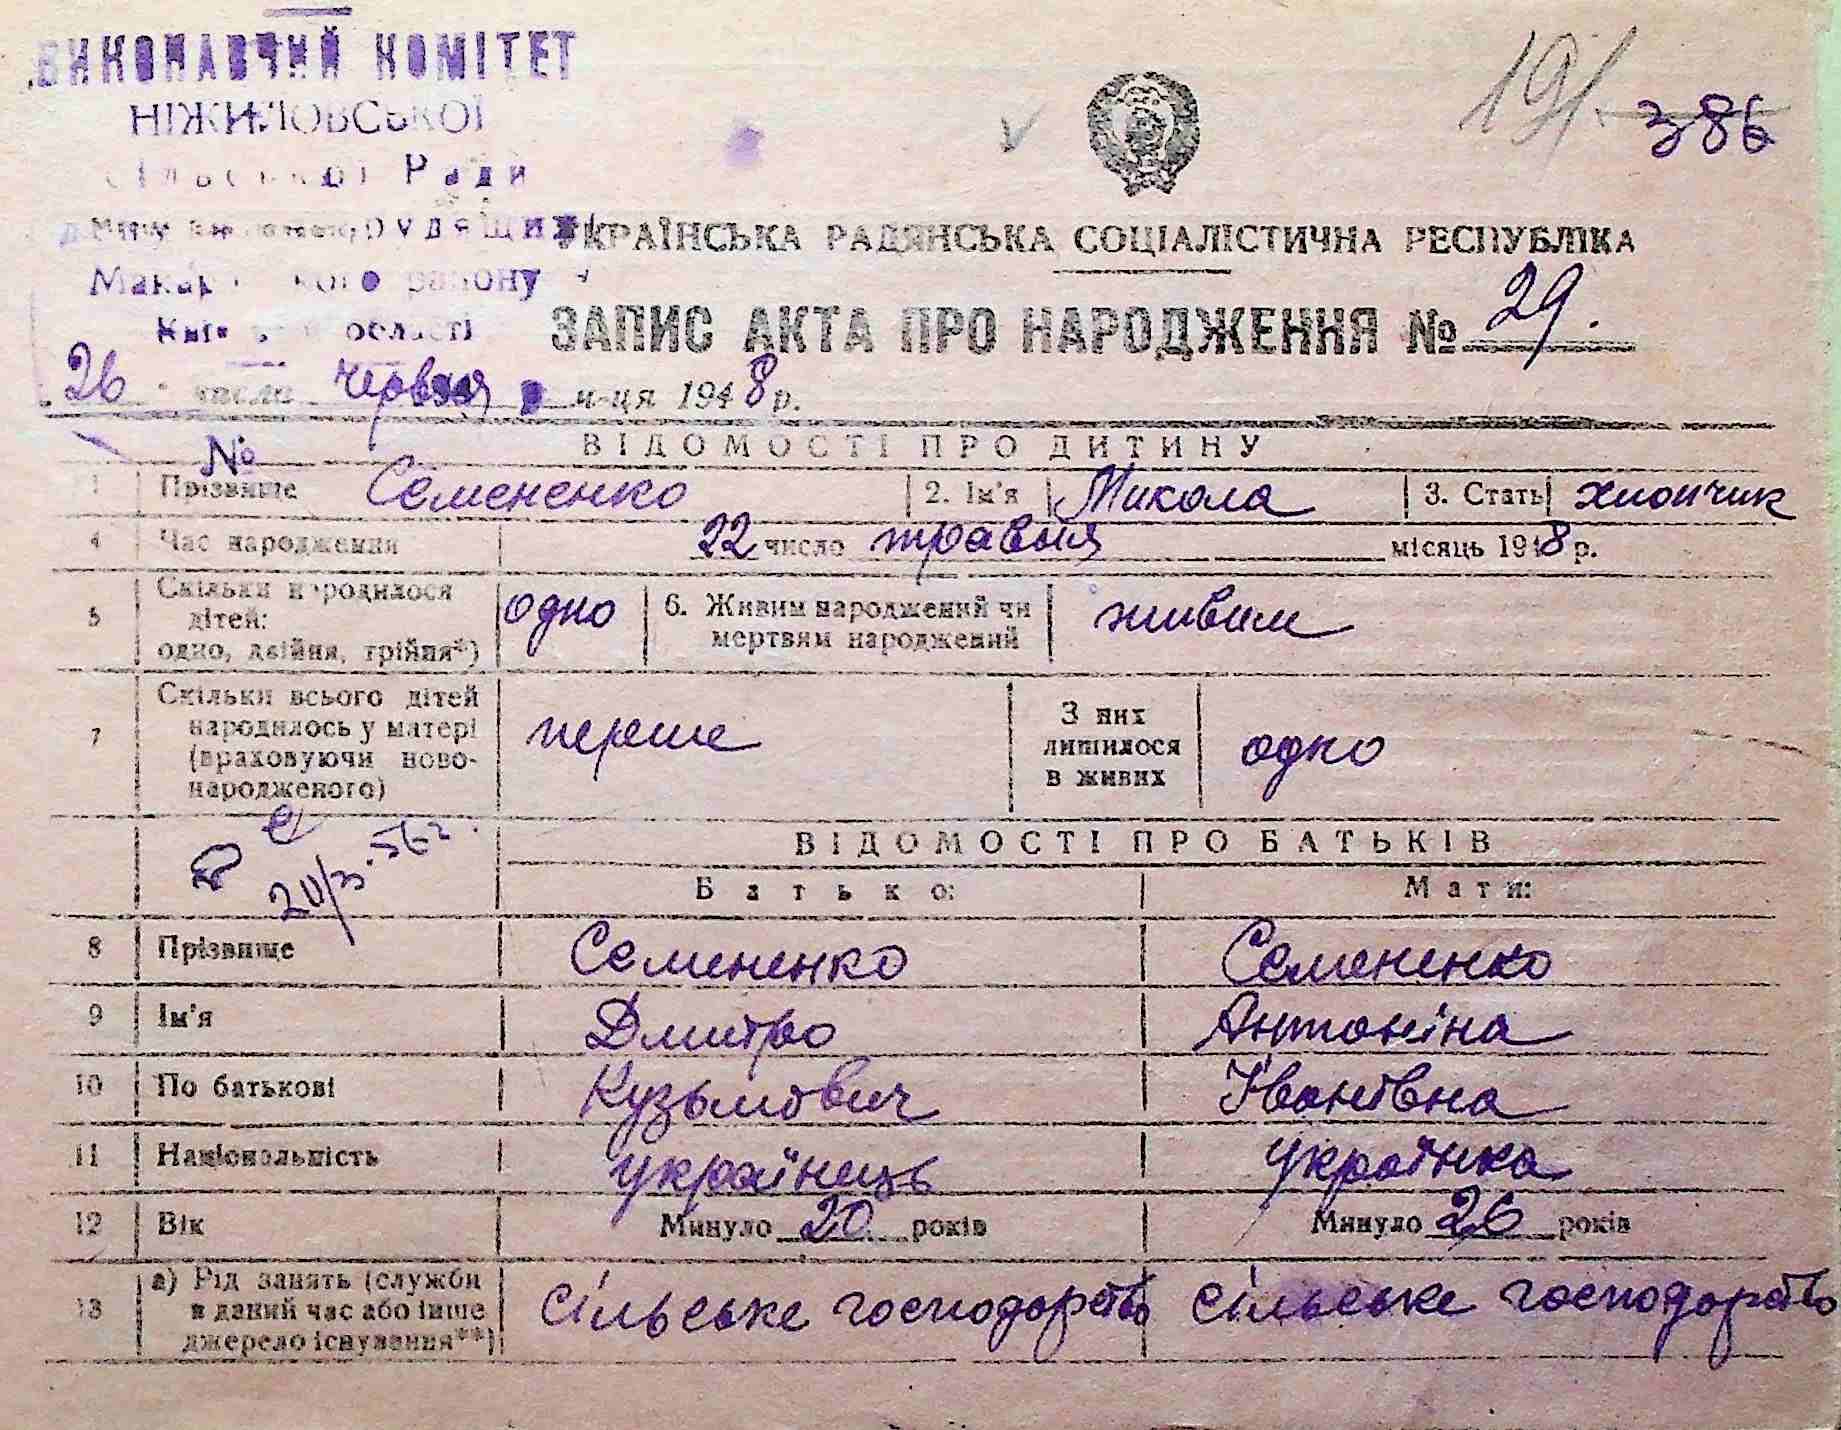 ВИКОНАВЧИЙ КОМІТЕТ
НІЖИЛОВСЬКОЇ
сільської Ради
трудящих
Макарівського району
Київської області
191
386
УКРАЇНСЬКА РАДЯНСЬКА СОЦІАЛІСТИЧНА РЕСПУБЛІКА
ЗАПИС АКТА ПРО НАРОДЖЕННЯ № 29.
26 числа червня м-ця 1948 р.
№
ВІДОМОСТІ ПРО ДИТИНУ
1 Прізвище Семененко 2. Ім'я Микола 3. Стать хлопчик
4 Час народження 22 число травня місяць 1948 р.
5 Скільки народилося дітей: одно, двійня, трійня*) одно 6. Живим народжений чи мертвим народжений живим
7 Скільки всього дітей народилось у матері (враховуючи новонародженого) перше З них лишилося в живих одно
ВІДОМОСТІ ПРО БАТЬКІВ
Батько: Мати:
8 Прізвище Семененко Семененко
9 Ім'я Дмитро Антоніна
10 По батькові Кузьмович Іванівна
11 Національність українець українка
12 Вік Минуло 20 років Минуло 26 років
13 а) Рід занять (служби в даний час або інше джерело існування**) сільське господарство сільське господарство